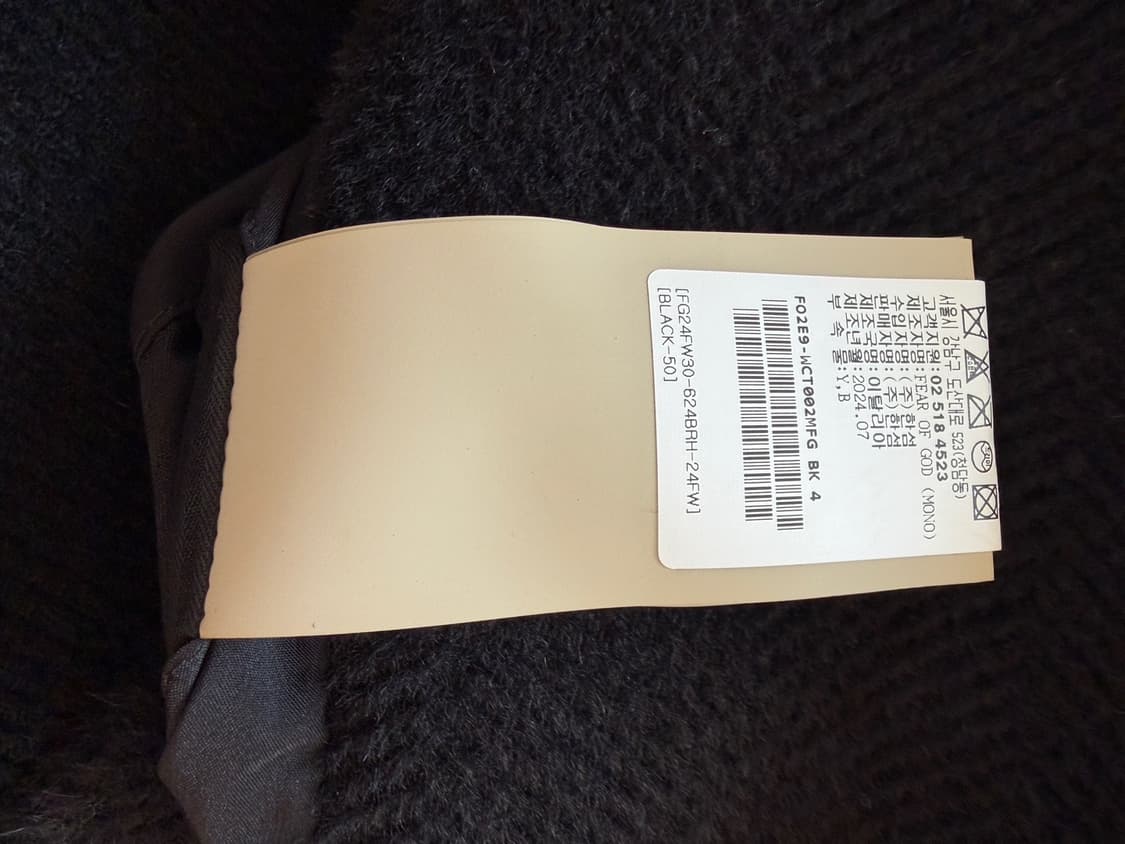 서울시 강남구 도산대로 523(청담동)
고객지원:02 518 4523
제조자명:FEAR OF GOD (MONO)
수입자명:(주)한섬
판매자명:(주)한섬
제조국명:이탈리아
제조년월:2024.07
부 속 품:Y,B
FO2E9-WCT002MFG BK 4
[FG24FW30-624BRH-24FW]
[BLACK-50]